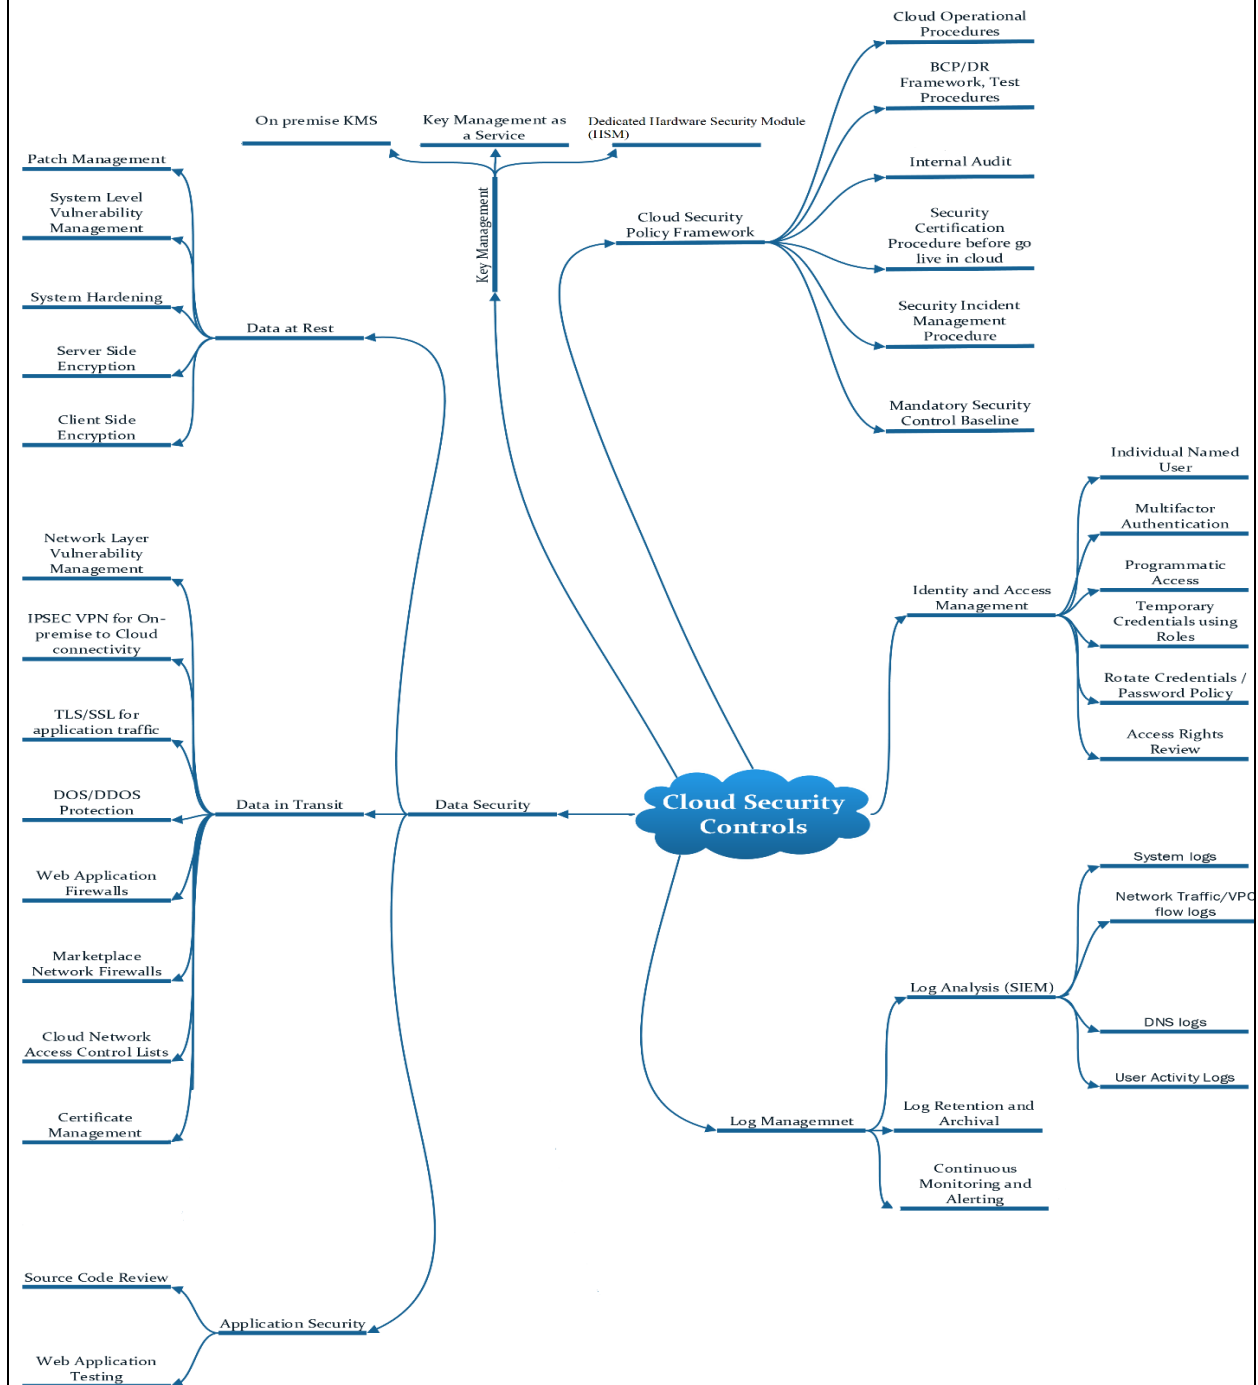 Cloud Operational
Procedures
BCP/DR
Framework, Test
Procedures
Internal Audit
Security
Certification
Procedure before go
live in cloud
Security Incident
Management
Procedure
Mandatory Security
Control Baseline
Cloud Security
Policy Framework
On premise KMS
Key Management as
a Service
Dedicated Hardware Security Module
(HSM)
Key Management
Patch Management
System Level
Vulnerability
Management
System Hardening
Server Side
Encryption
Client Side
Encryption
Data at Rest
Network Layer
Vulnerability
Management
IPSEC VPN for On-
premise to Cloud
connectivity
TLS/SSL for
application traffic
DOS/DDOS
Protection
Web Application
Firewalls
Marketplace
Network Firewalls
Cloud Network
Access Control Lists
Certificate
Management
Data in Transit
Data Security
Cloud Security
Controls
Individual Named
User
Multifactor
Authentication
Programmatic
Access
Temporary
Credentials using
Roles
Rotate Credentials /
Password Policy
Access Rights
Review
Identity and Access
Management
System logs
Network Traffic/VPC
flow logs
DNS logs
User Activity Logs
Log Analysis (SIEM)
Log Retention and
Archival
Continuous
Monitoring and
Alerting
Log Managemnet
Source Code Review
Web Application
Testing
Application Security